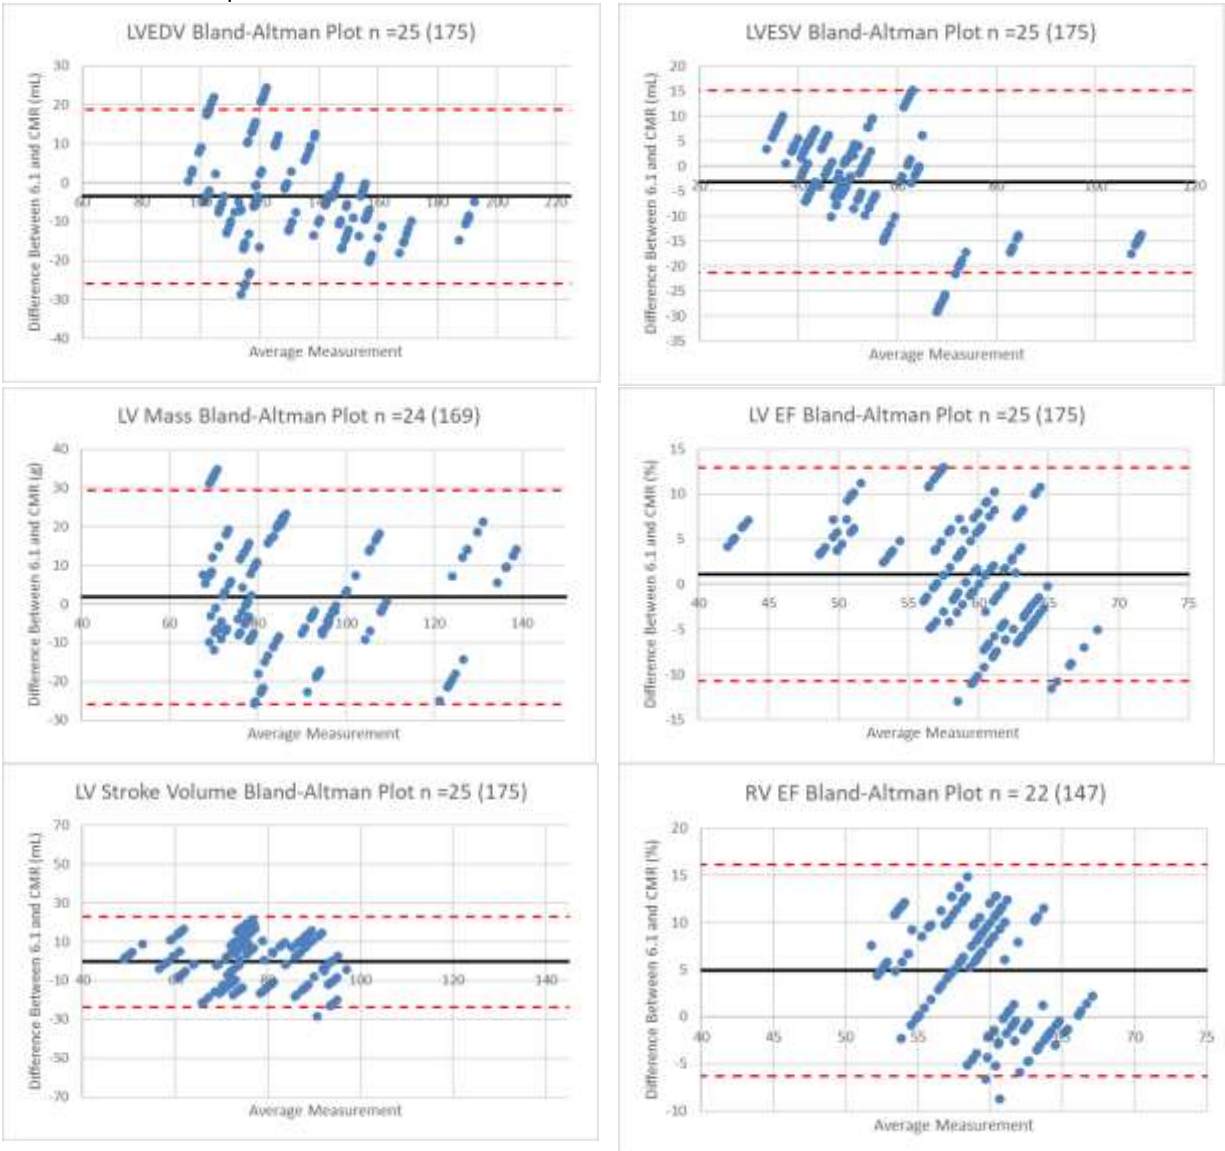 LVEDV Bland-Altman Plot n =25 (175)
Difference Between 6.1 and CMR (mL)
30
20
10
0
-10
-20
-30
-40
60 80 100 120 140 160 180 200 220
Average Measurement
LVESV Bland-Altman Plot n =25 (175)
Difference Between 6.1 and CMR (mL)
20
15
10
5
0
-5
-10
-15
-20
-25
-30
-35
20 40 60 80 100 120
Average Measurement
LV Mass Bland-Altman Plot n =24 (169)
Difference Between 6.1 and CMR (g)
40
30
20
10
0
-10
-20
-30
40 60 80 100 120 140
Average Measurement
LV EF Bland-Altman Plot n =25 (175)
Difference Between 6.1 and CMR (%)
15
10
5
0
-5
-10
-15
40 45 50 55 60 65 70 75
Average Measurement
LV Stroke Volume Bland-Altman Plot n =25 (175)
Difference Between 6.1 and CMR (mL)
70
50
30
10
-10
-30
-50
-70
40 60 80 100 120 140
Average Measurement
RV EF Bland-Altman Plot n = 22 (147)
Difference Between 6.1 and CMR (%)
20
15
10
5
0
-5
-10
40 45 50 55 70 75
Average Measurement